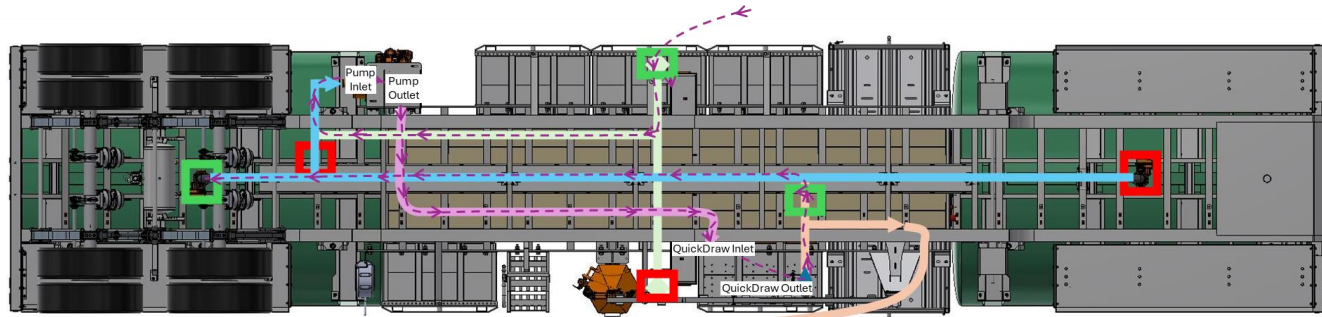 Pump
Inlet
Pump
Outlet
QuickDraw Inlet
QuickDraw Outlet